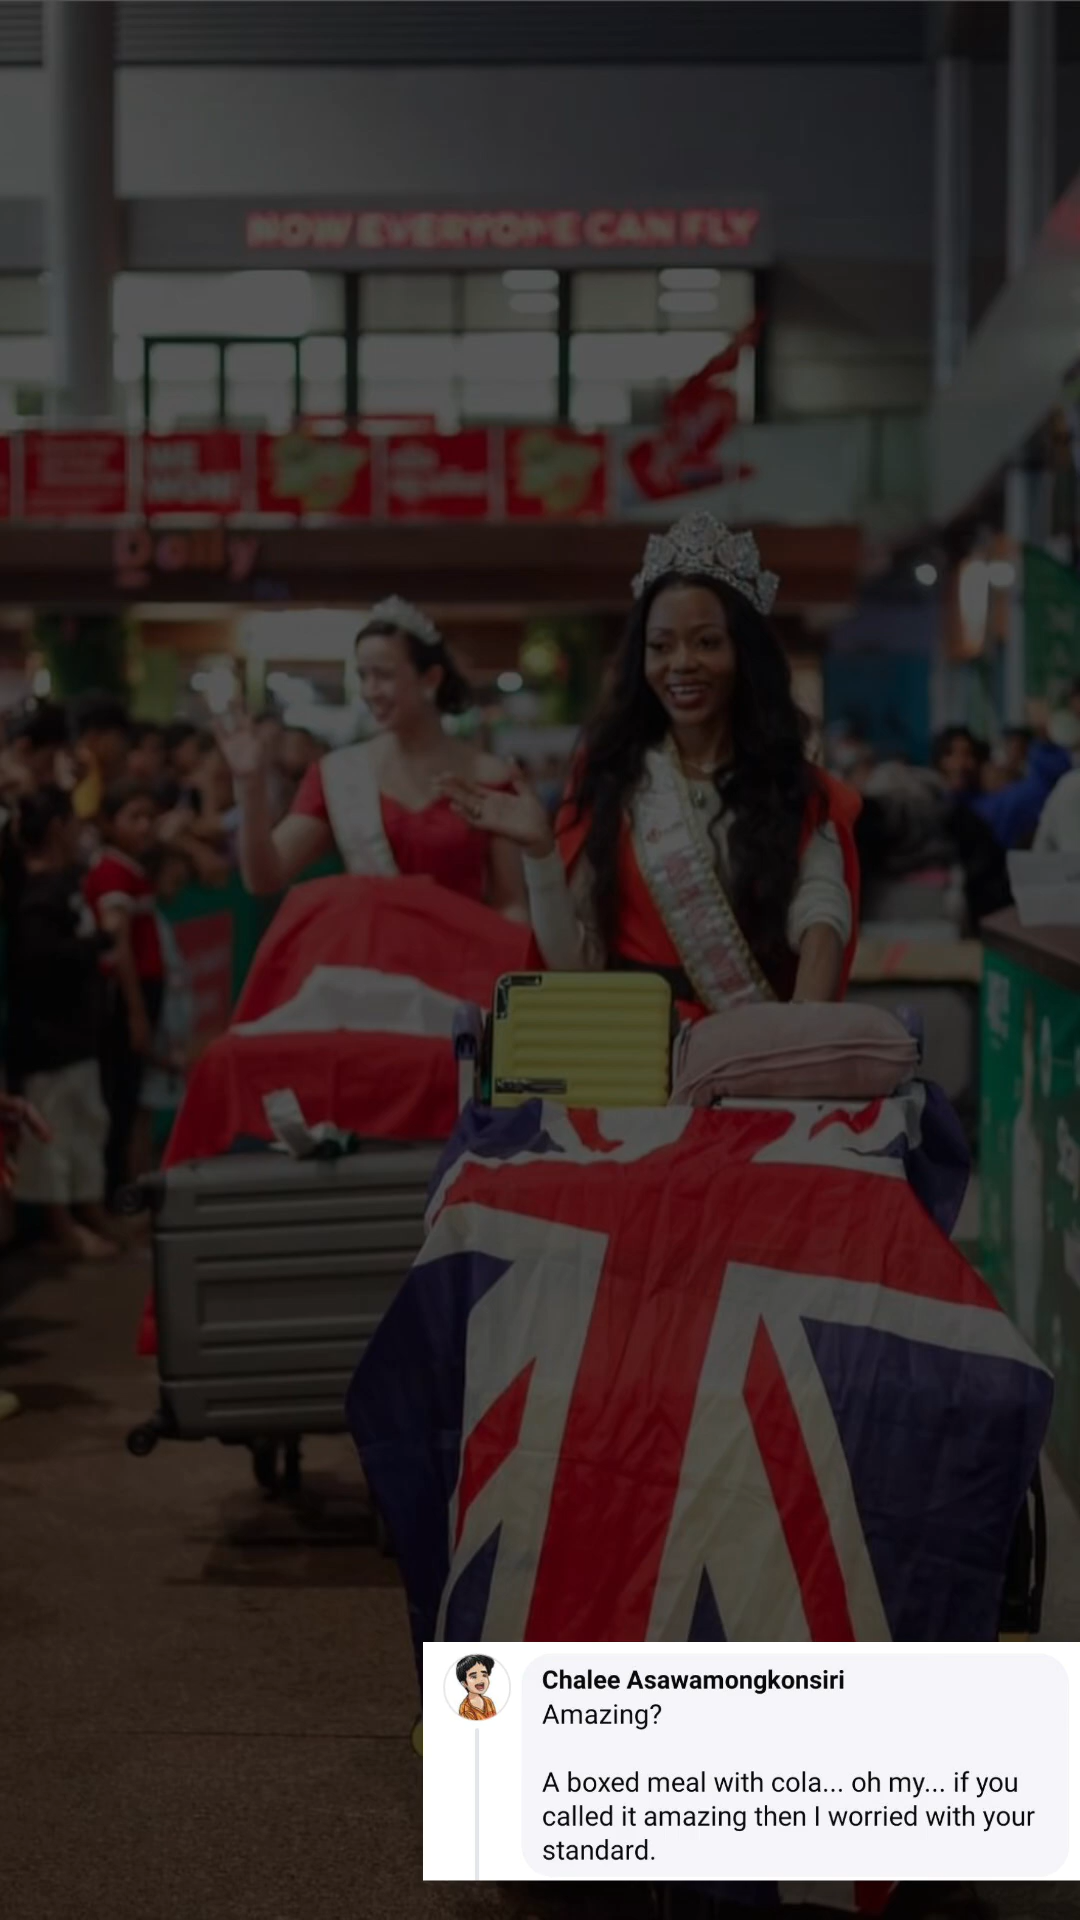 NOW EVERYONE CAN FLY
Chalee Asawamongkonsiri
Amazing?
A boxed meal with cola... oh my... if you
called it amazing then I worried with your
standard.